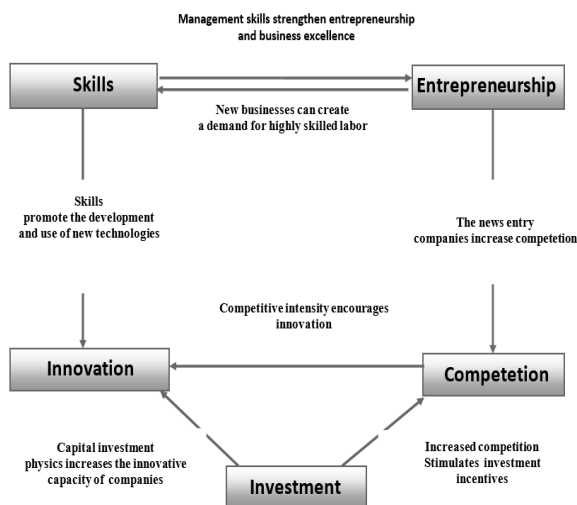 Management skills strengthen entrepreneurship
and business excellence
Skills
Entrepreneurship
New businesses can create
a demand for highly skilled labor
Skills
promote the development
and use of new technologies
The news entry
companies increase competetion
Competitive intensity encourages
innovation
Innovation
Competetion
Capital investment
physics increases the innovative
capacity of companies
Increased competition
Stimulates investment
incentives
Investment